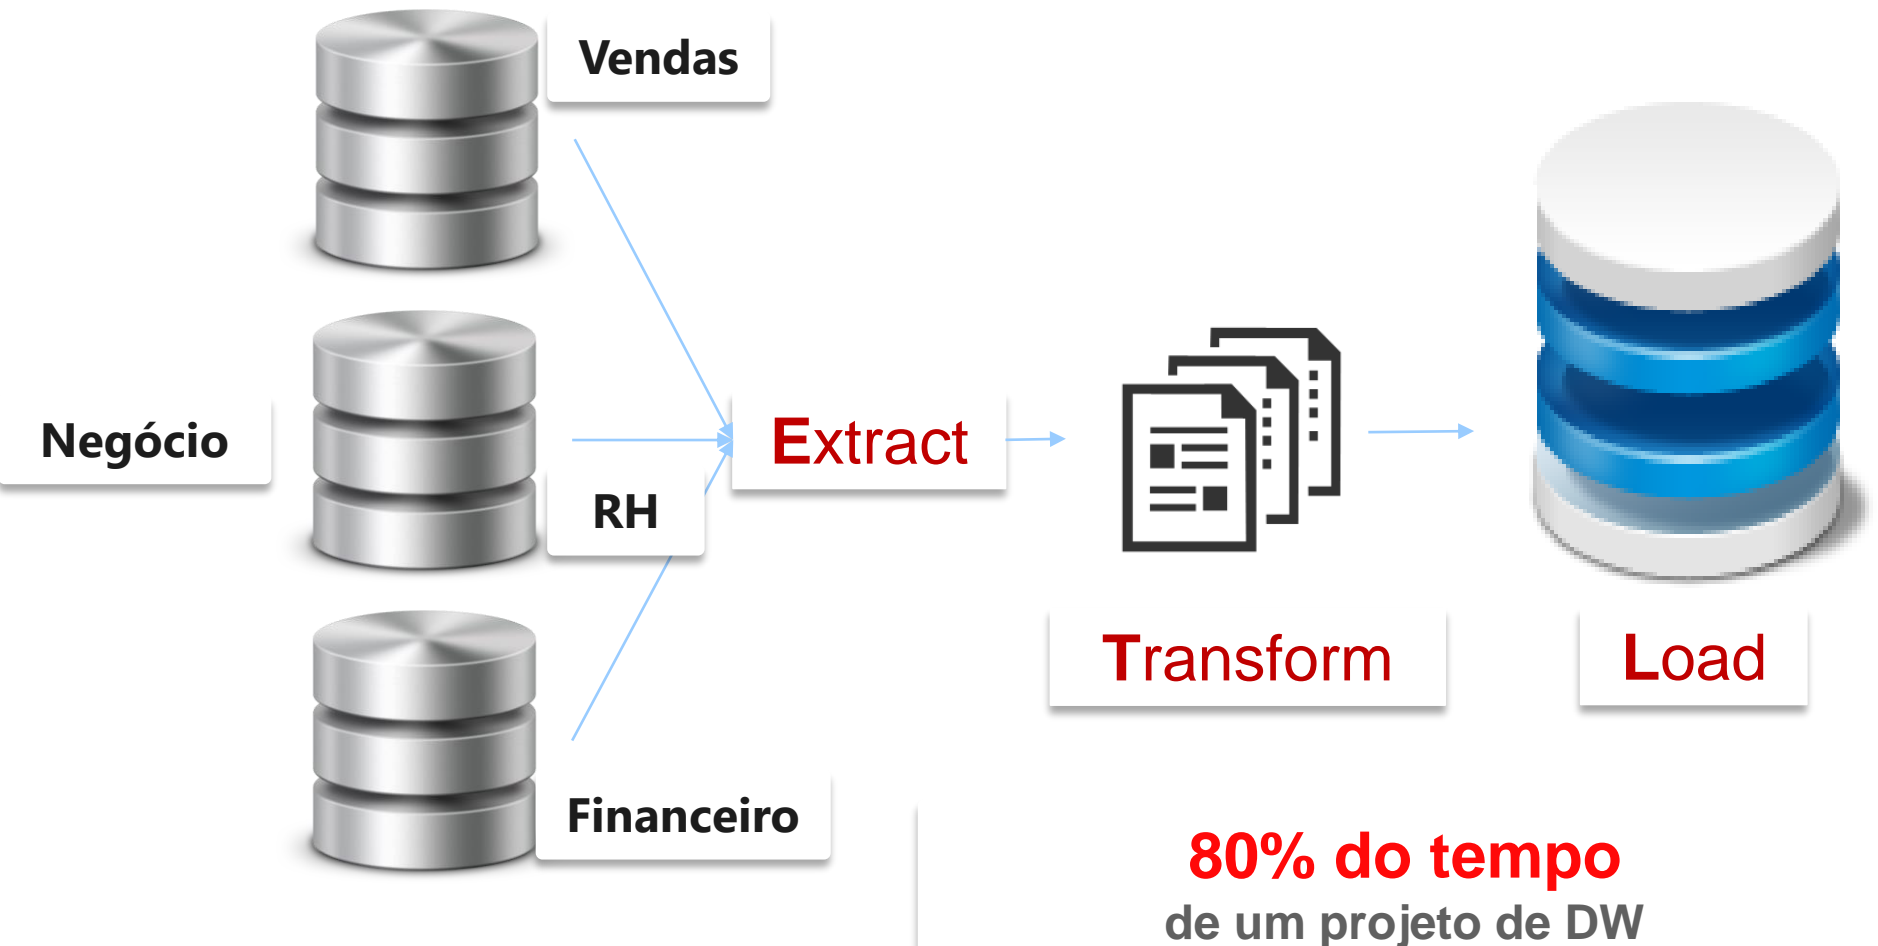 Vendas
Negócio
Extract
RH
Transform
Load
Financeiro
80% do tempo
de um projeto de DW